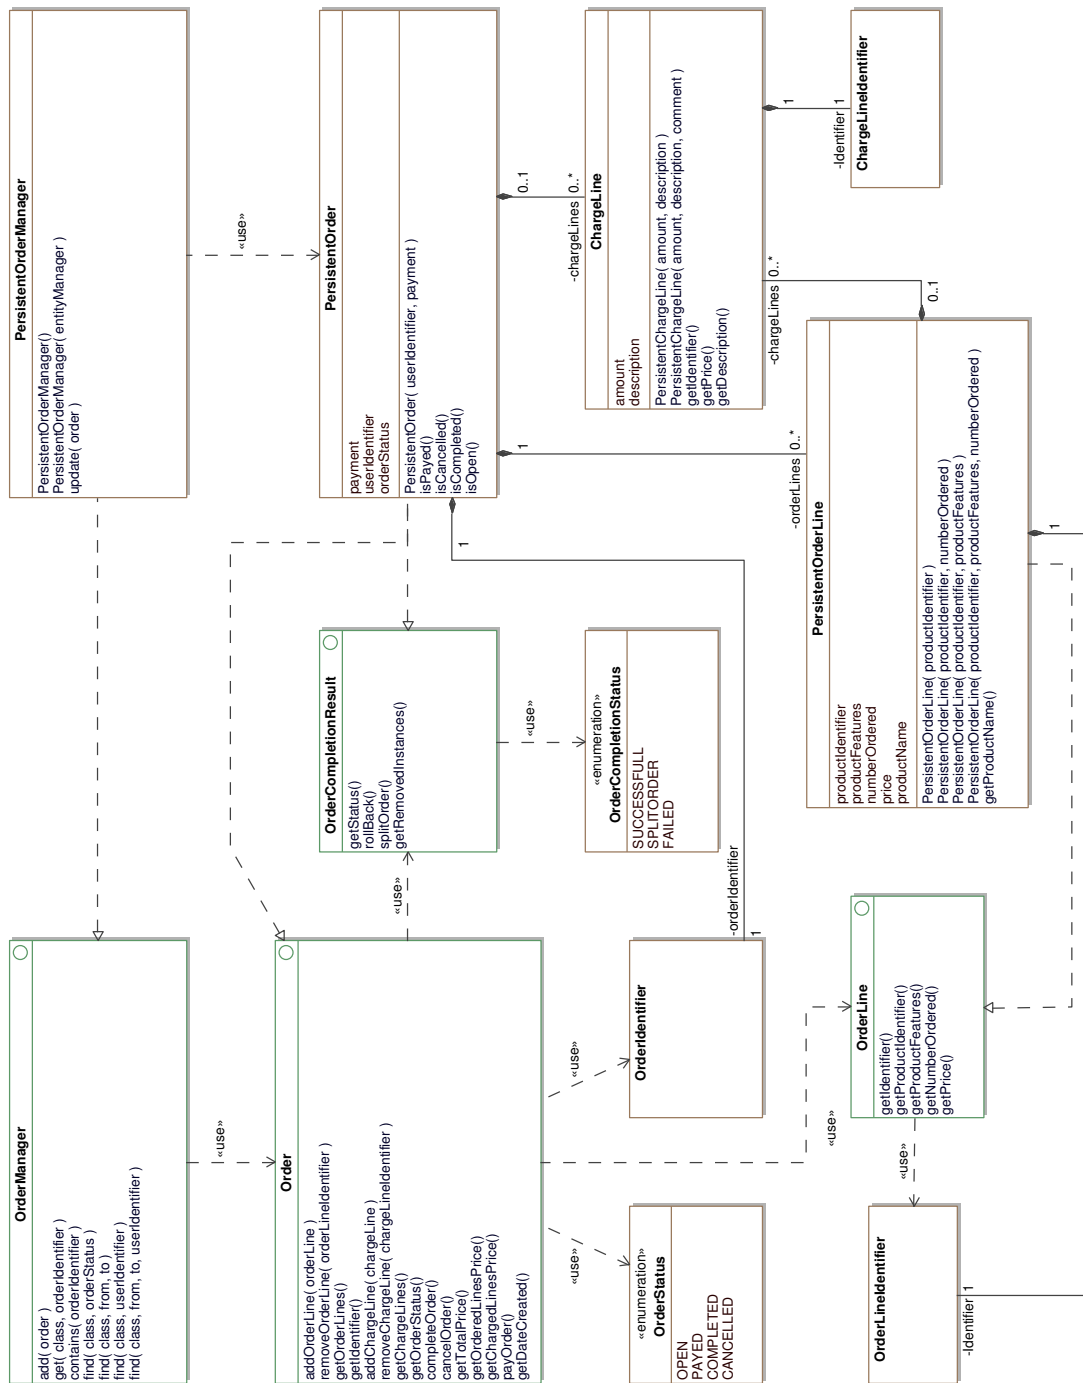 OrderManager
add( order )
get( class, orderIdentifier )
contains( orderIdentifier )
find( class, orderStatus )
find( class, from, to )
find( class, userIdentifier )
find( class, from, to, userIdentifier )
PersistentOrderManager
PersistentOrderManager()
PersistentOrderManager( entityManager )
update( order )
«use»
«use»
Order
addOrderLine( orderLine )
removeOrderLine( orderLineIdentifier )
getOrderLines()
getIdentifier()
addChargeLine( chargeLine )
removeChargeLine( chargeLineIdentifier )
getChargeLines()
getOrderStatus()
completeOrder()
cancelOrder()
getTotalPrice()
getOrderedLinesPrice()
getChargedLinesPrice()
payOrder()
getDateCreated()
«use»
OrderCompletionResult
getStatus()
rollBack()
splitOrder()
getRemovedInstances()
PersistentOrder
payment
userIdentifier
orderStatus
PersistentOrder( userIdentifier, payment )
isPayed()
isCancelled()
isCompleted()
isOpen()
1
«use»
1
0..1
«use»
«use»
-chargeLines
0..*
«enumeration»
OrderCompletionStatus
SUCCESSFULL
SPLITORDER
FAILED
ChargeLine
amount
description
PersistentChargeLine( amount, description )
PersistentChargeLine( amount, description, comment )
getIdentifier()
getPrice()
getDescription()
«enumeration»
OrderStatus
OPEN
PAYED
COMPLETED
CANCELLED
OrderIdentifier
-orderIdentifier
1
-chargeLines
0..*
1
-orderLines
0..*
0..1
«use»
-Identifier
1
OrderLineIdentifier
«use»
OrderLine
getIdentifier()
getProductIdentifier()
getProductFeatures()
getNumberOrdered()
getPrice()
PersistentOrderLine
productIdentifier
productFeatures
numberOrdered
price
productName
PersistentOrderLine( productIdentifier )
PersistentOrderLine( productIdentifier, numberOrdered )
PersistentOrderLine( productIdentifier, productFeatures )
PersistentOrderLine( productIdentifier, productFeatures, numberOrdered )
getProductName()
ChargeLineIdentifier
-Identifier
1
1